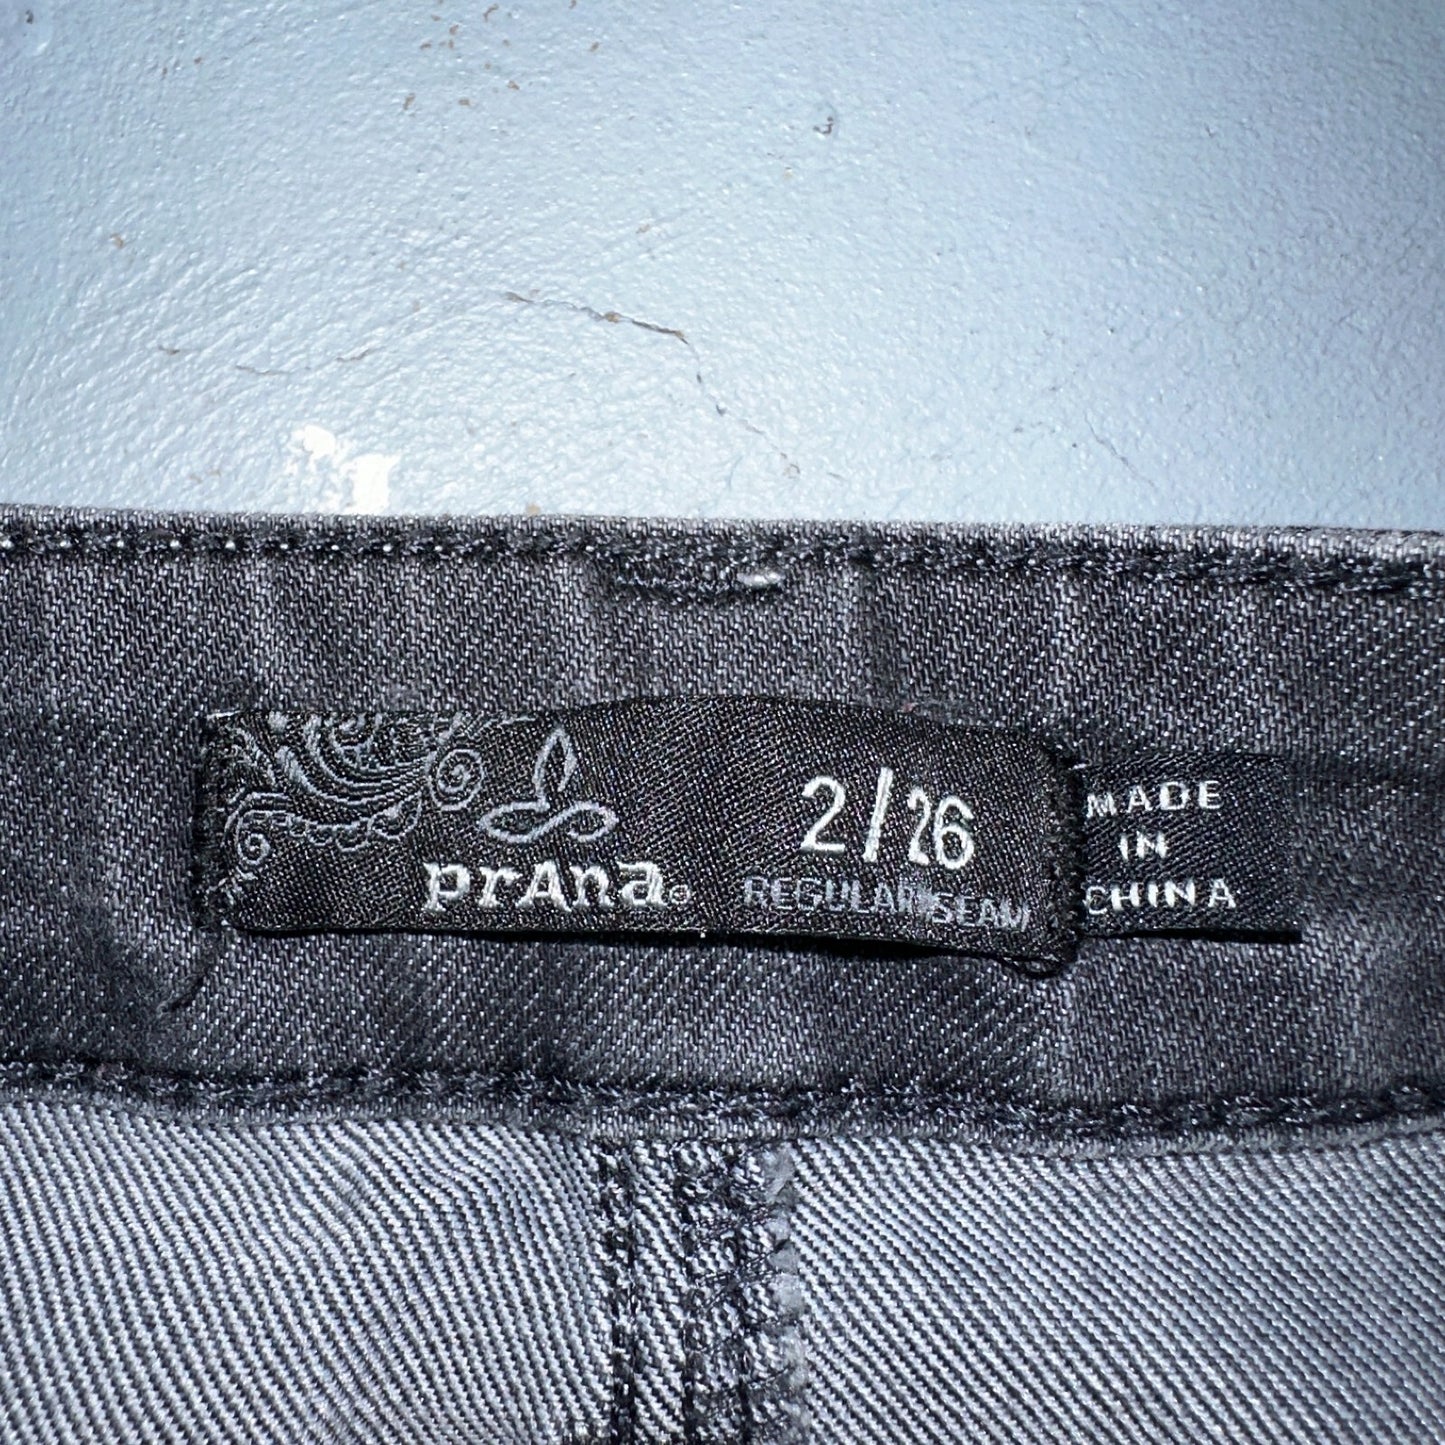 prAna®
2/26
REGULAR INSEAM
MADE
IN
CHINA